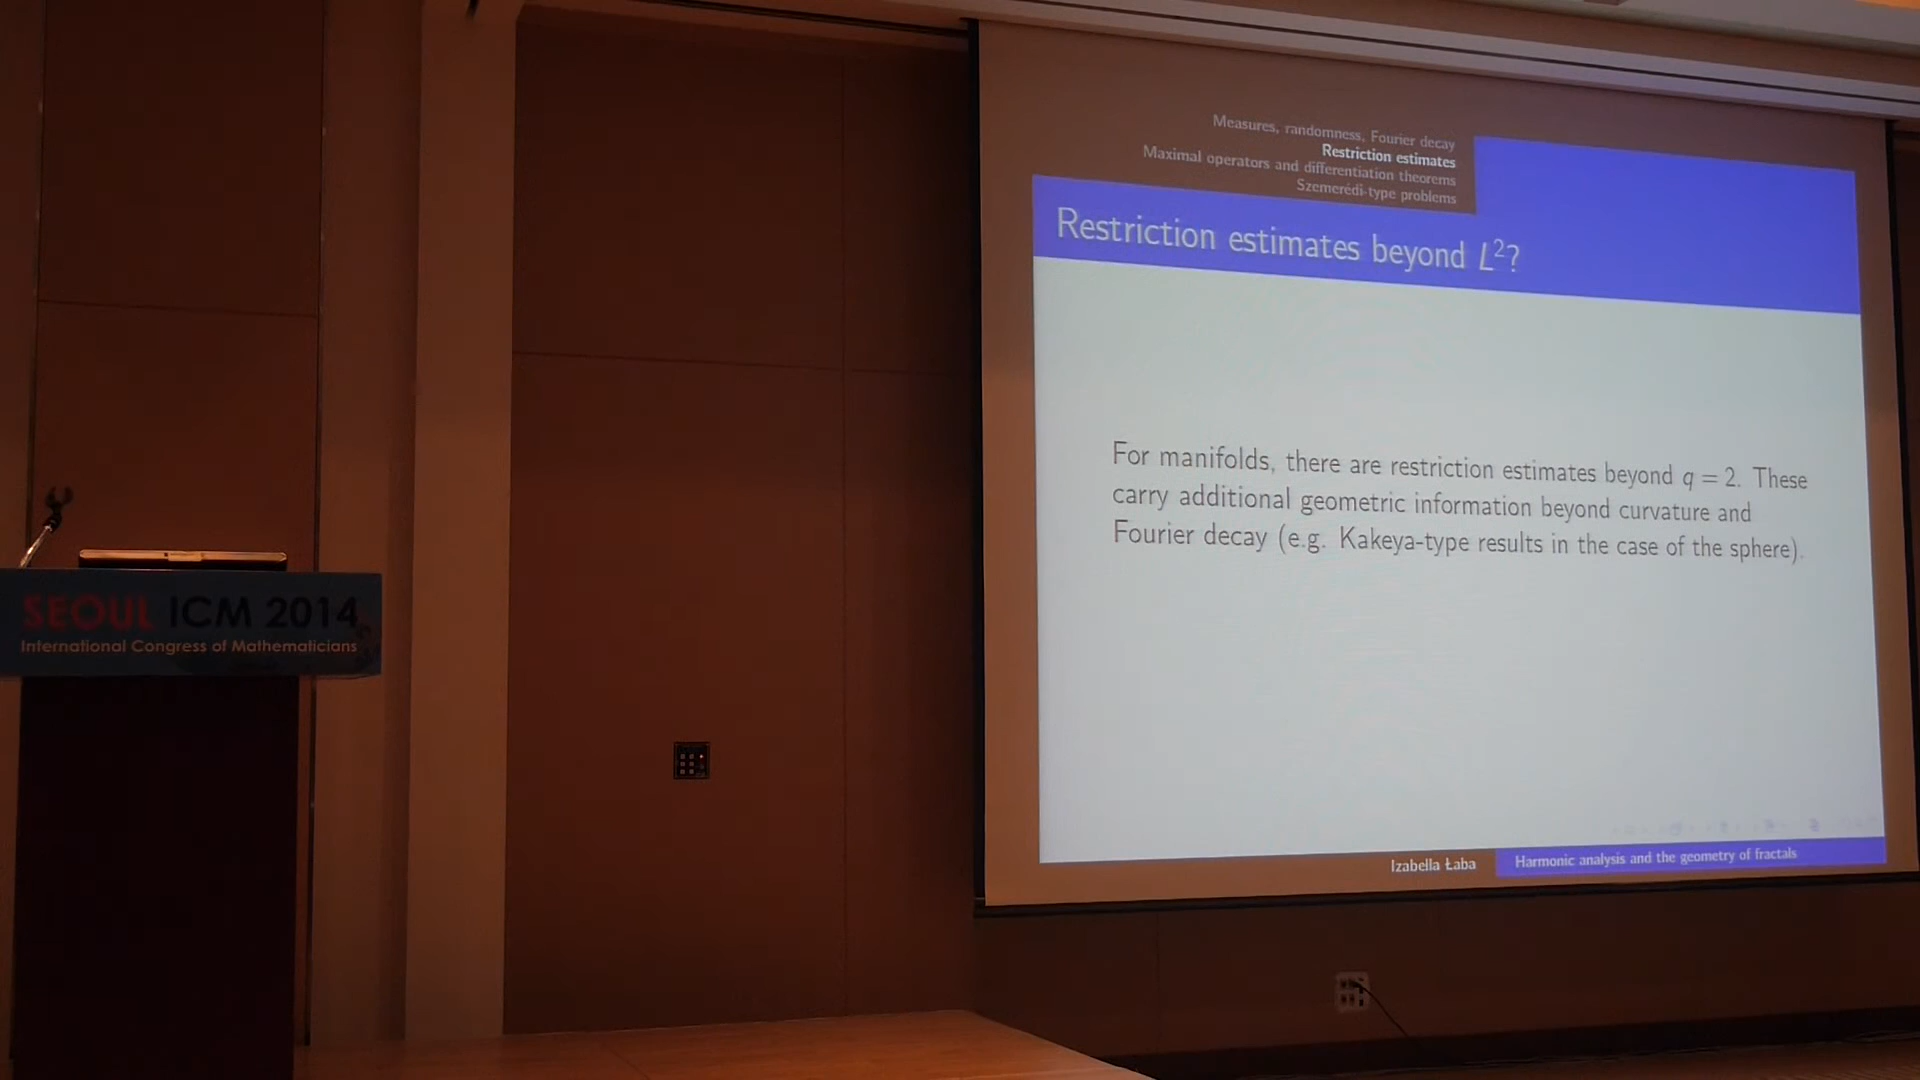 Measures, randomness, Fourier decay
Restriction estimates
Maximal operators and differentiation theorems
Szemerédi-type problems
Restriction estimates beyond L²?
For manifolds, there are restriction estimates beyond q = 2. These
carry additional geometric information beyond curvature and
Fourier decay (e.g. Kakeya-type results in the case of the sphere).
Izabella Łaba
Harmonic analysis and the geometry of fractals
SEOUL ICM 2014
International Congress of Mathematicians